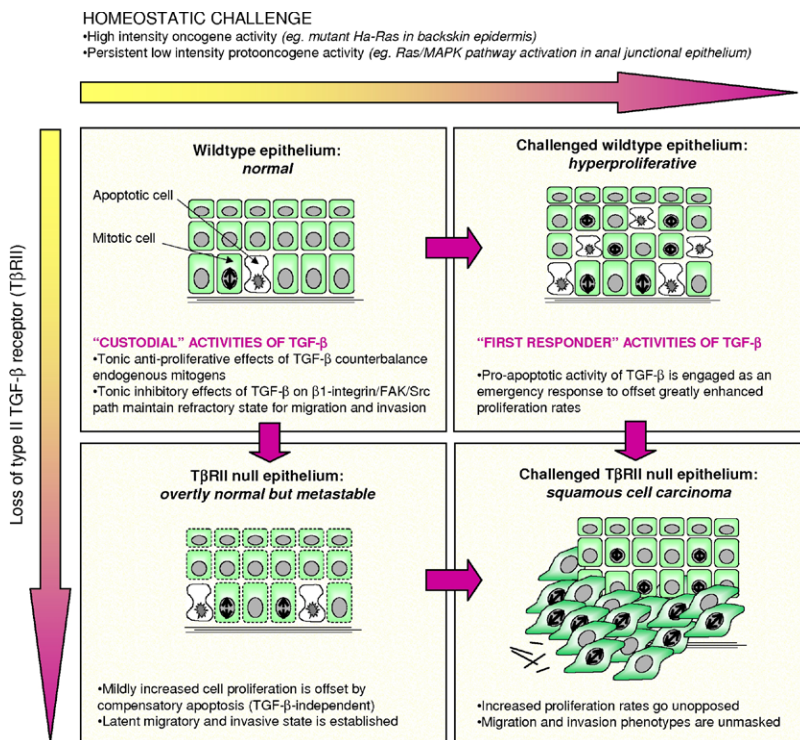 HOMEOSTATIC CHALLENGE
•High intensity oncogene activity (eg. mutant Ha-Ras in backskin epidermis)
•Persistent low intensity protooncogene activity (eg. Ras/MAPK pathway activation in anal junctional epithelium)
Loss of type II TGF-β receptor (TβRII)
Wildtype epithelium:
normal
Apoptotic cell
Mitotic cell
“CUSTODIAL” ACTIVITIES OF TGF-β
•Tonic anti-proliferative effects of TGF-β counterbalance
endogenous mitogens
•Tonic inhibitory effects of TGF-β on β1-integrin/FAK/Src
path maintain refractory state for migration and invasion
Challenged wildtype epithelium:
hyperproliferative
“FIRST RESPONDER” ACTIVITIES OF TGF-β
•Pro-apoptotic activity of TGF-β is engaged as an
emergency response to offset greatly enhanced
proliferation rates
TβRII null epithelium:
overtly normal but metastable
•Mildly increased cell proliferation is offset by
compensatory apoptosis (TGF-β-independent)
•Latent migratory and invasive state is established
Challenged TβRII null epithelium:
squamous cell carcinoma
•Increased proliferation rates go unopposed
•Migration and invasion phenotypes are unmasked